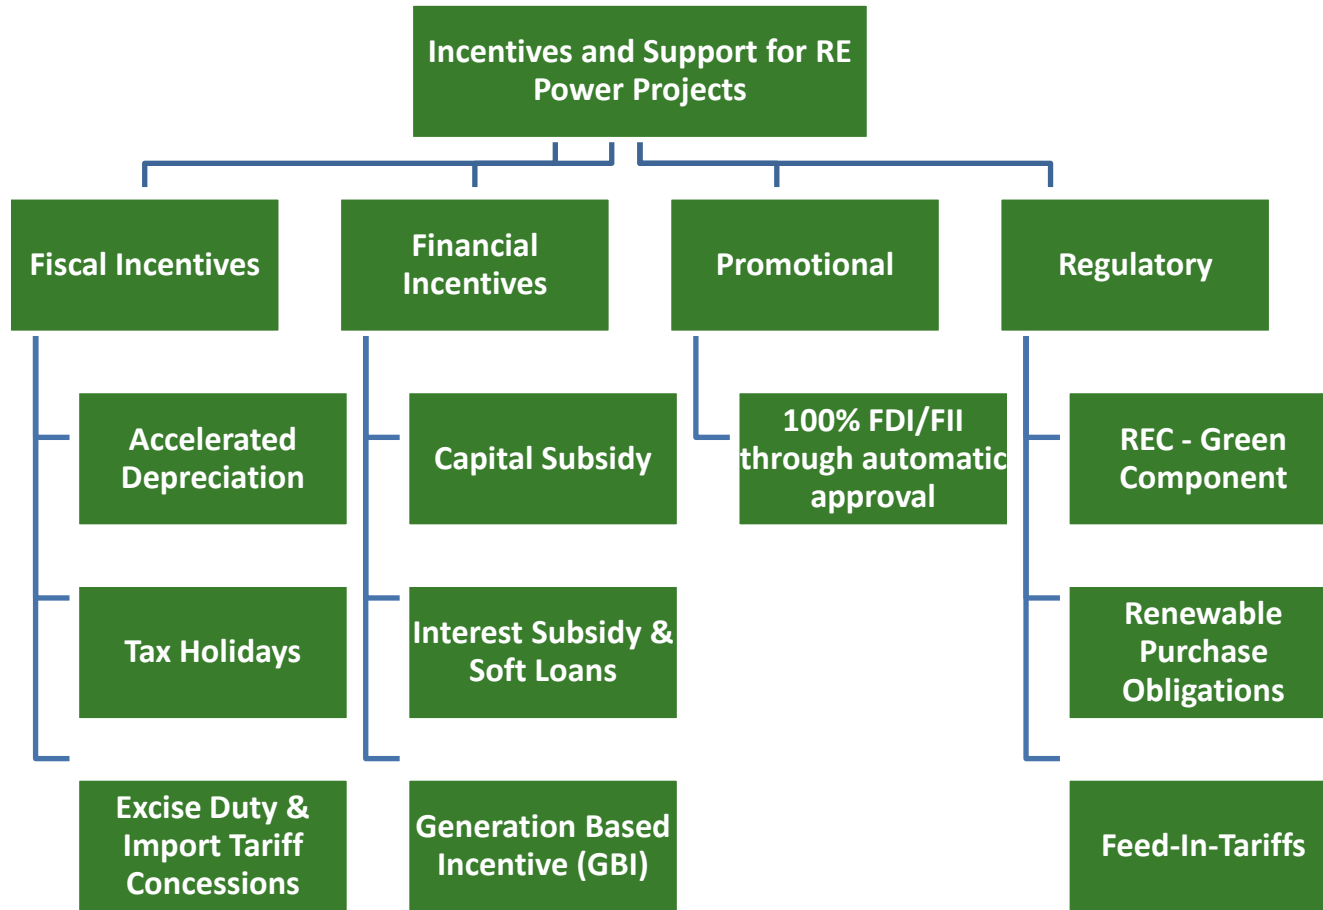 Incentives and Support for RE
Power Projects
Fiscal Incentives
Financial
Incentives
Promotional
Regulatory
Accelerated
Depreciation
Capital Subsidy
100% FDI/FII
through automatic
approval
REC - Green
Component
Tax Holidays
Interest Subsidy &
Soft Loans
Renewable
Purchase
Obligations
Excise Duty &
Import Tariff
Concessions
Generation Based
Incentive (GBI)
Feed-In-Tariffs